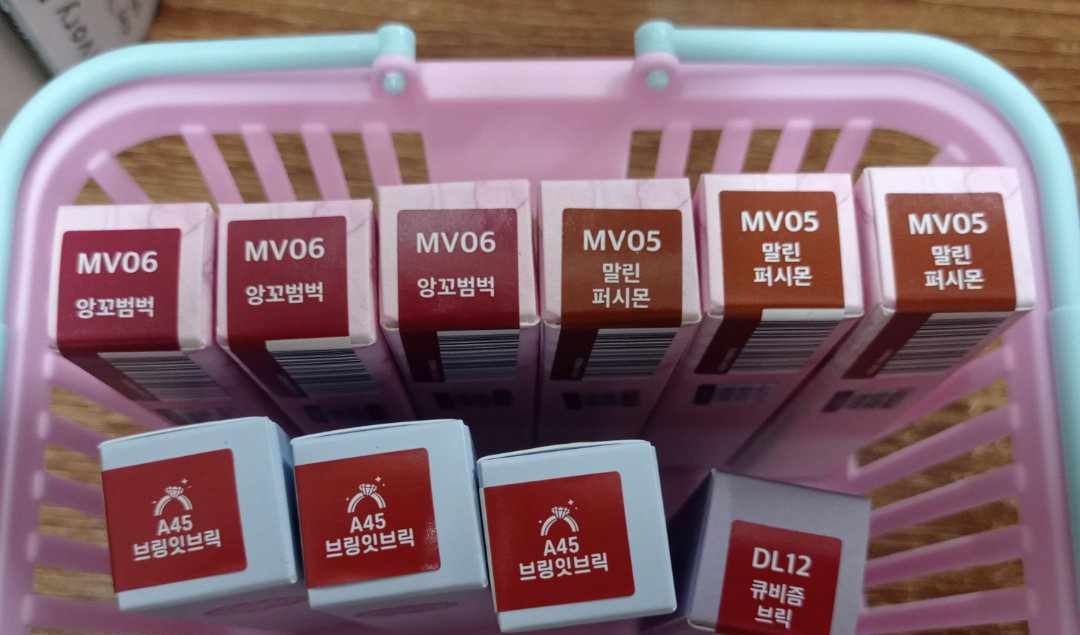 MV06
앙꼬범벅
MV06
앙꼬범벅
MV06
앙꼬범벅
MV05
말린
퍼시몬
MV05
말린
퍼시몬
MV05
말린
퍼시몬
A45
브링잇브릭
A45
브링잇브릭
A45
브링잇브릭
DL12
큐비즘
브릭